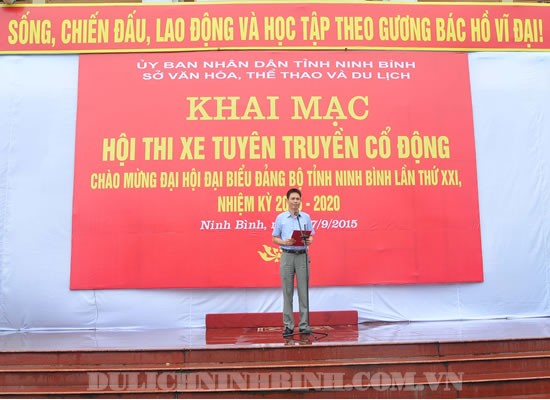 SỐNG, CHIẾN ĐẤU, LAO ĐỘNG VÀ HỌC TẬP THEO GƯƠNG BÁC HỒ VĨ ĐẠI!
ỦY BAN NHÂN DÂN TỈNH NINH BÌNH
SỞ VĂN HÓA, THỂ THAO VÀ DU LỊCH
KHAI MẠC
HỘI THI XE TUYÊN TRUYỀN CỔ ĐỘNG
CHÀO MỪNG ĐẠI HỘI ĐẠI BIỂU ĐẢNG BỘ TỈNH NINH BÌNH LẦN THỨ XXI,
NHIỆM KỲ 20 - 2020
Ninh Bình, n 7/9/2015
DULICHNINHBINH.COM.VN